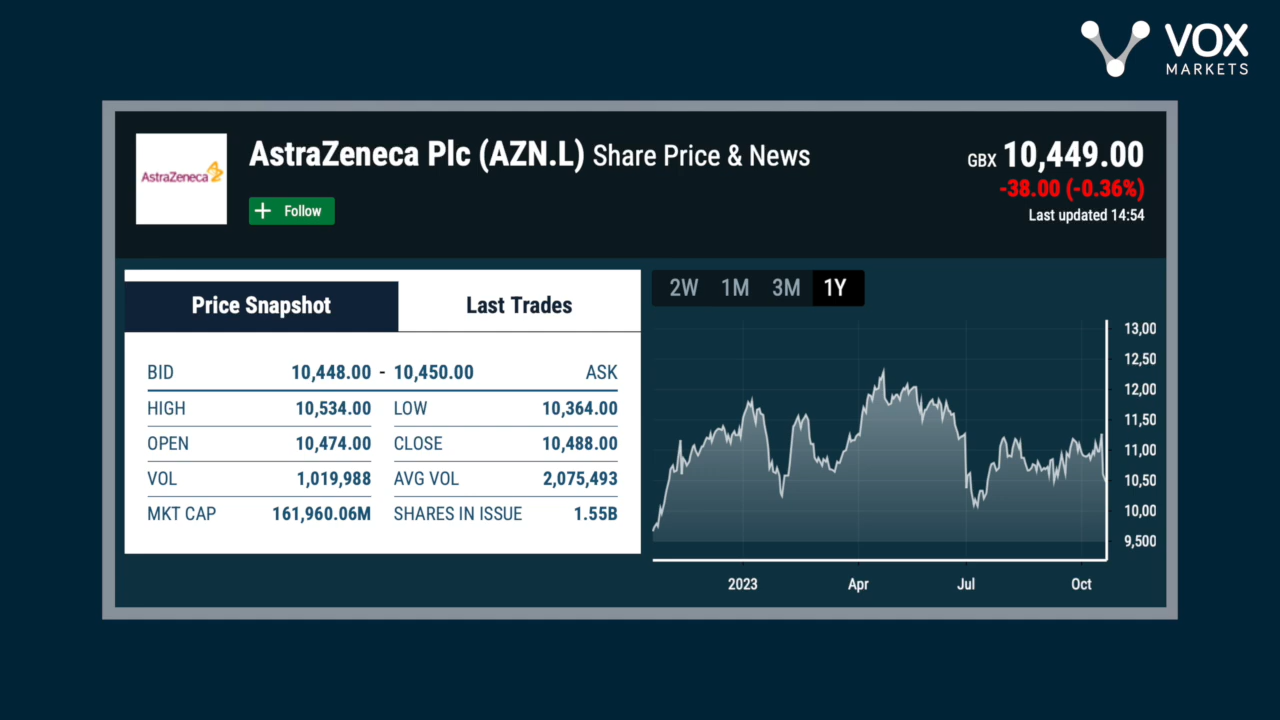 VOX
MARKETS
AstraZeneca
AstraZeneca Plc (AZN.L) Share Price & News
+ Follow
GBX 10,449.00
-38.00 (-0.36%)
Last updated 14:54
Price Snapshot Last Trades
BID 10,448.00 - 10,450.00 ASK
HIGH 10,534.00 LOW 10,364.00
OPEN 10,474.00 CLOSE 10,488.00
VOL 1,019,988 AVG VOL 2,075,493
MKT CAP 161,960.06M SHARES IN ISSUE 1.55B
2W 1M 3M 1Y
13,00
12,50
12,00
11,50
11,00
10,50
10,00
9,500
2023 Apr Jul Oct